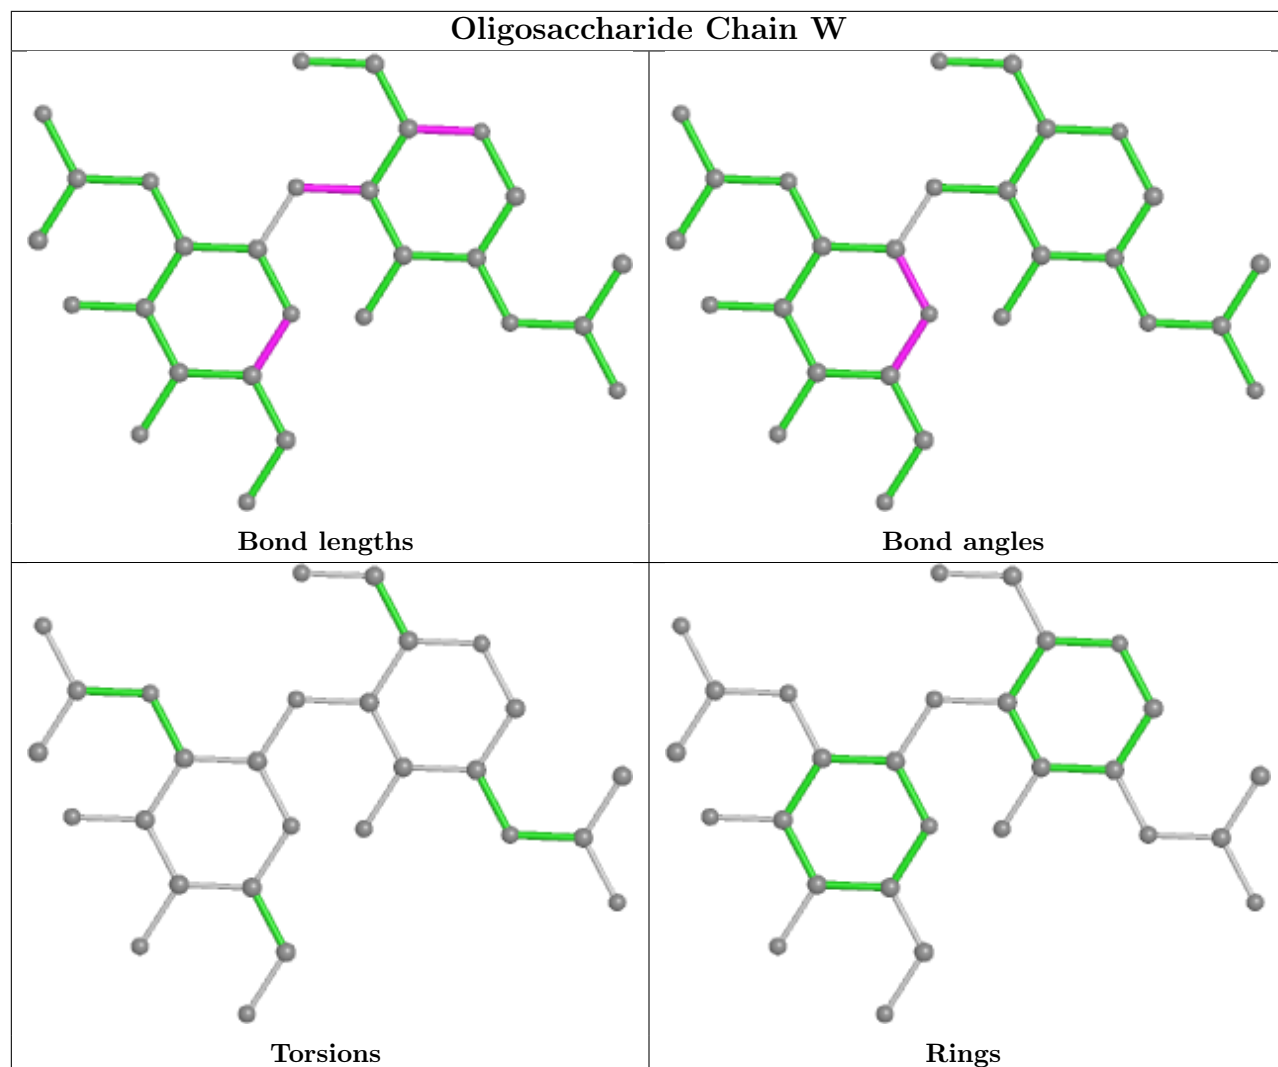 Oligosaccharide Chain W
Bond lengths
Bond angles
Torsions
Rings